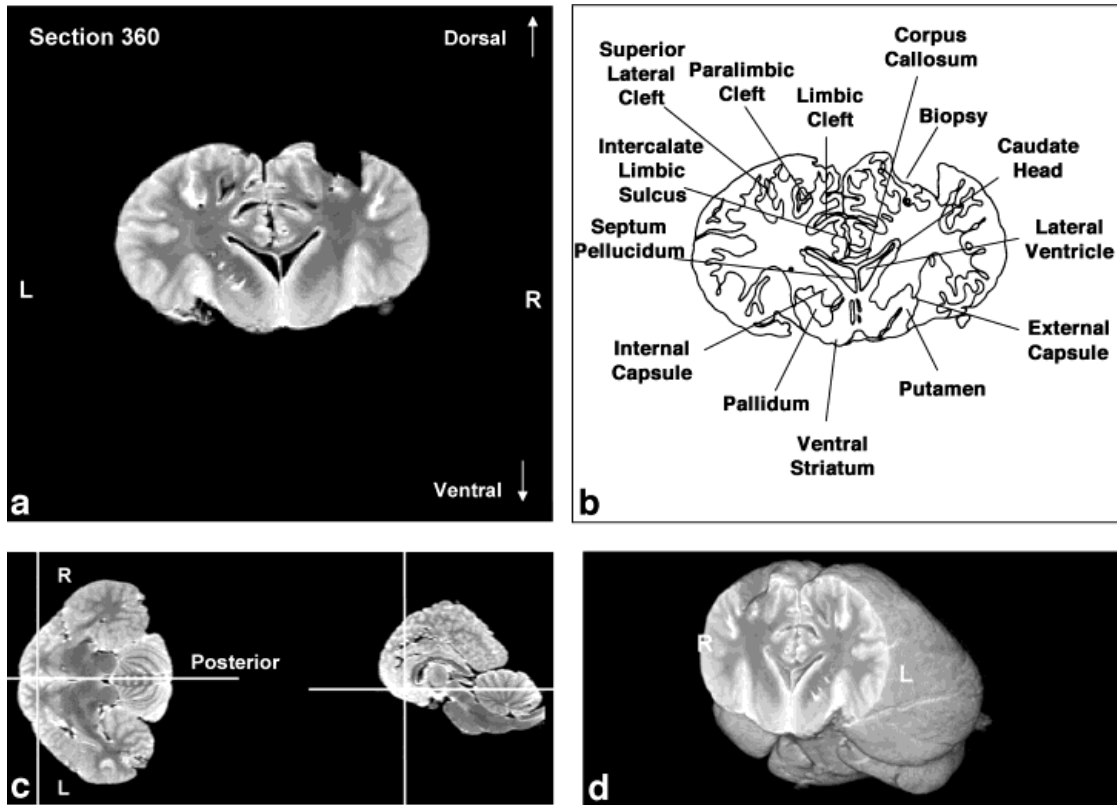 Section 360
Dorsal
L
R
Ventral
a
Superior
Lateral
Cleft
Paralimbic
Cleft
Limbic
Cleft
Corpus
Callosum
Biopsy
Caudate
Head
Intercalate
Limbic
Sulcus
Septum
Pellucidum
Lateral
Ventricle
Internal
Capsule
External
Capsule
Pallidum
Putamen
Ventral
Striatum
b
R
Posterior
L
c
R
L
d